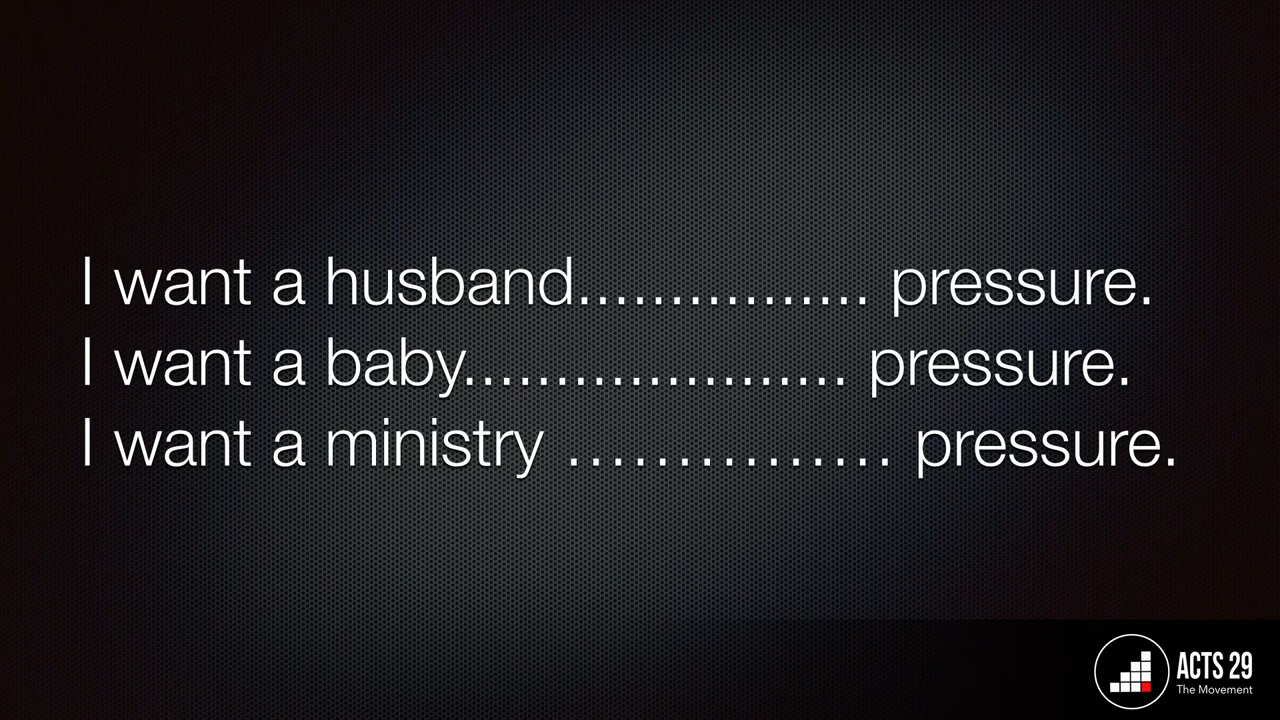 I want a husband................ pressure.
I want a baby..................... pressure.
I want a ministry ……………… pressure.
ACTS 29
The Movement